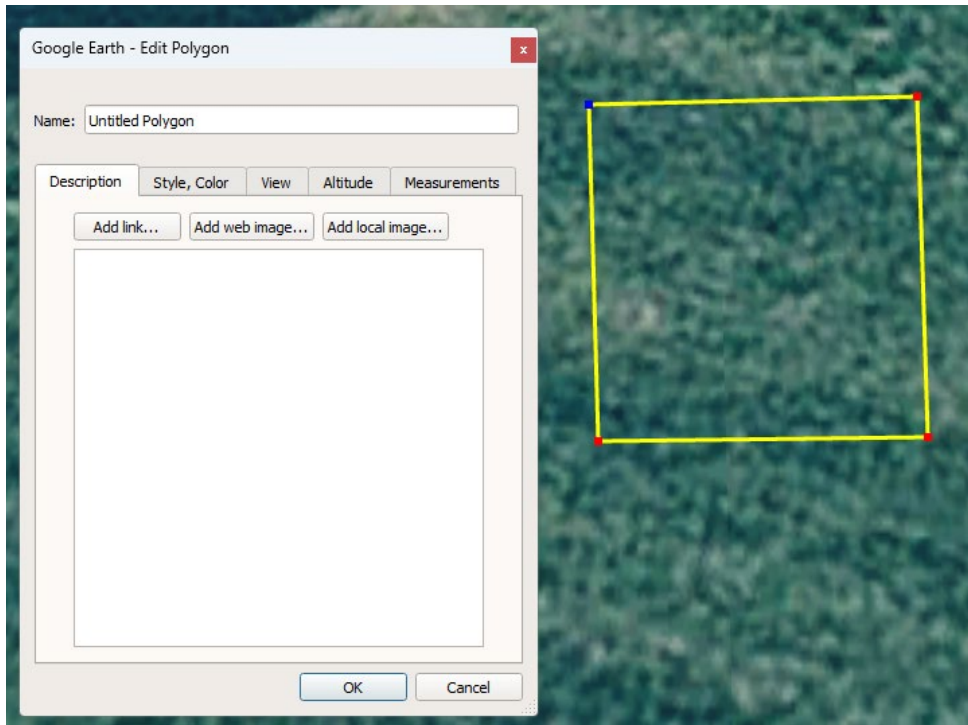 Google Earth - Edit Polygon
x
Name: Untitled Polygon
Description Style, Color View Altitude Measurements
Add link... Add web image... Add local image...
OK Cancel